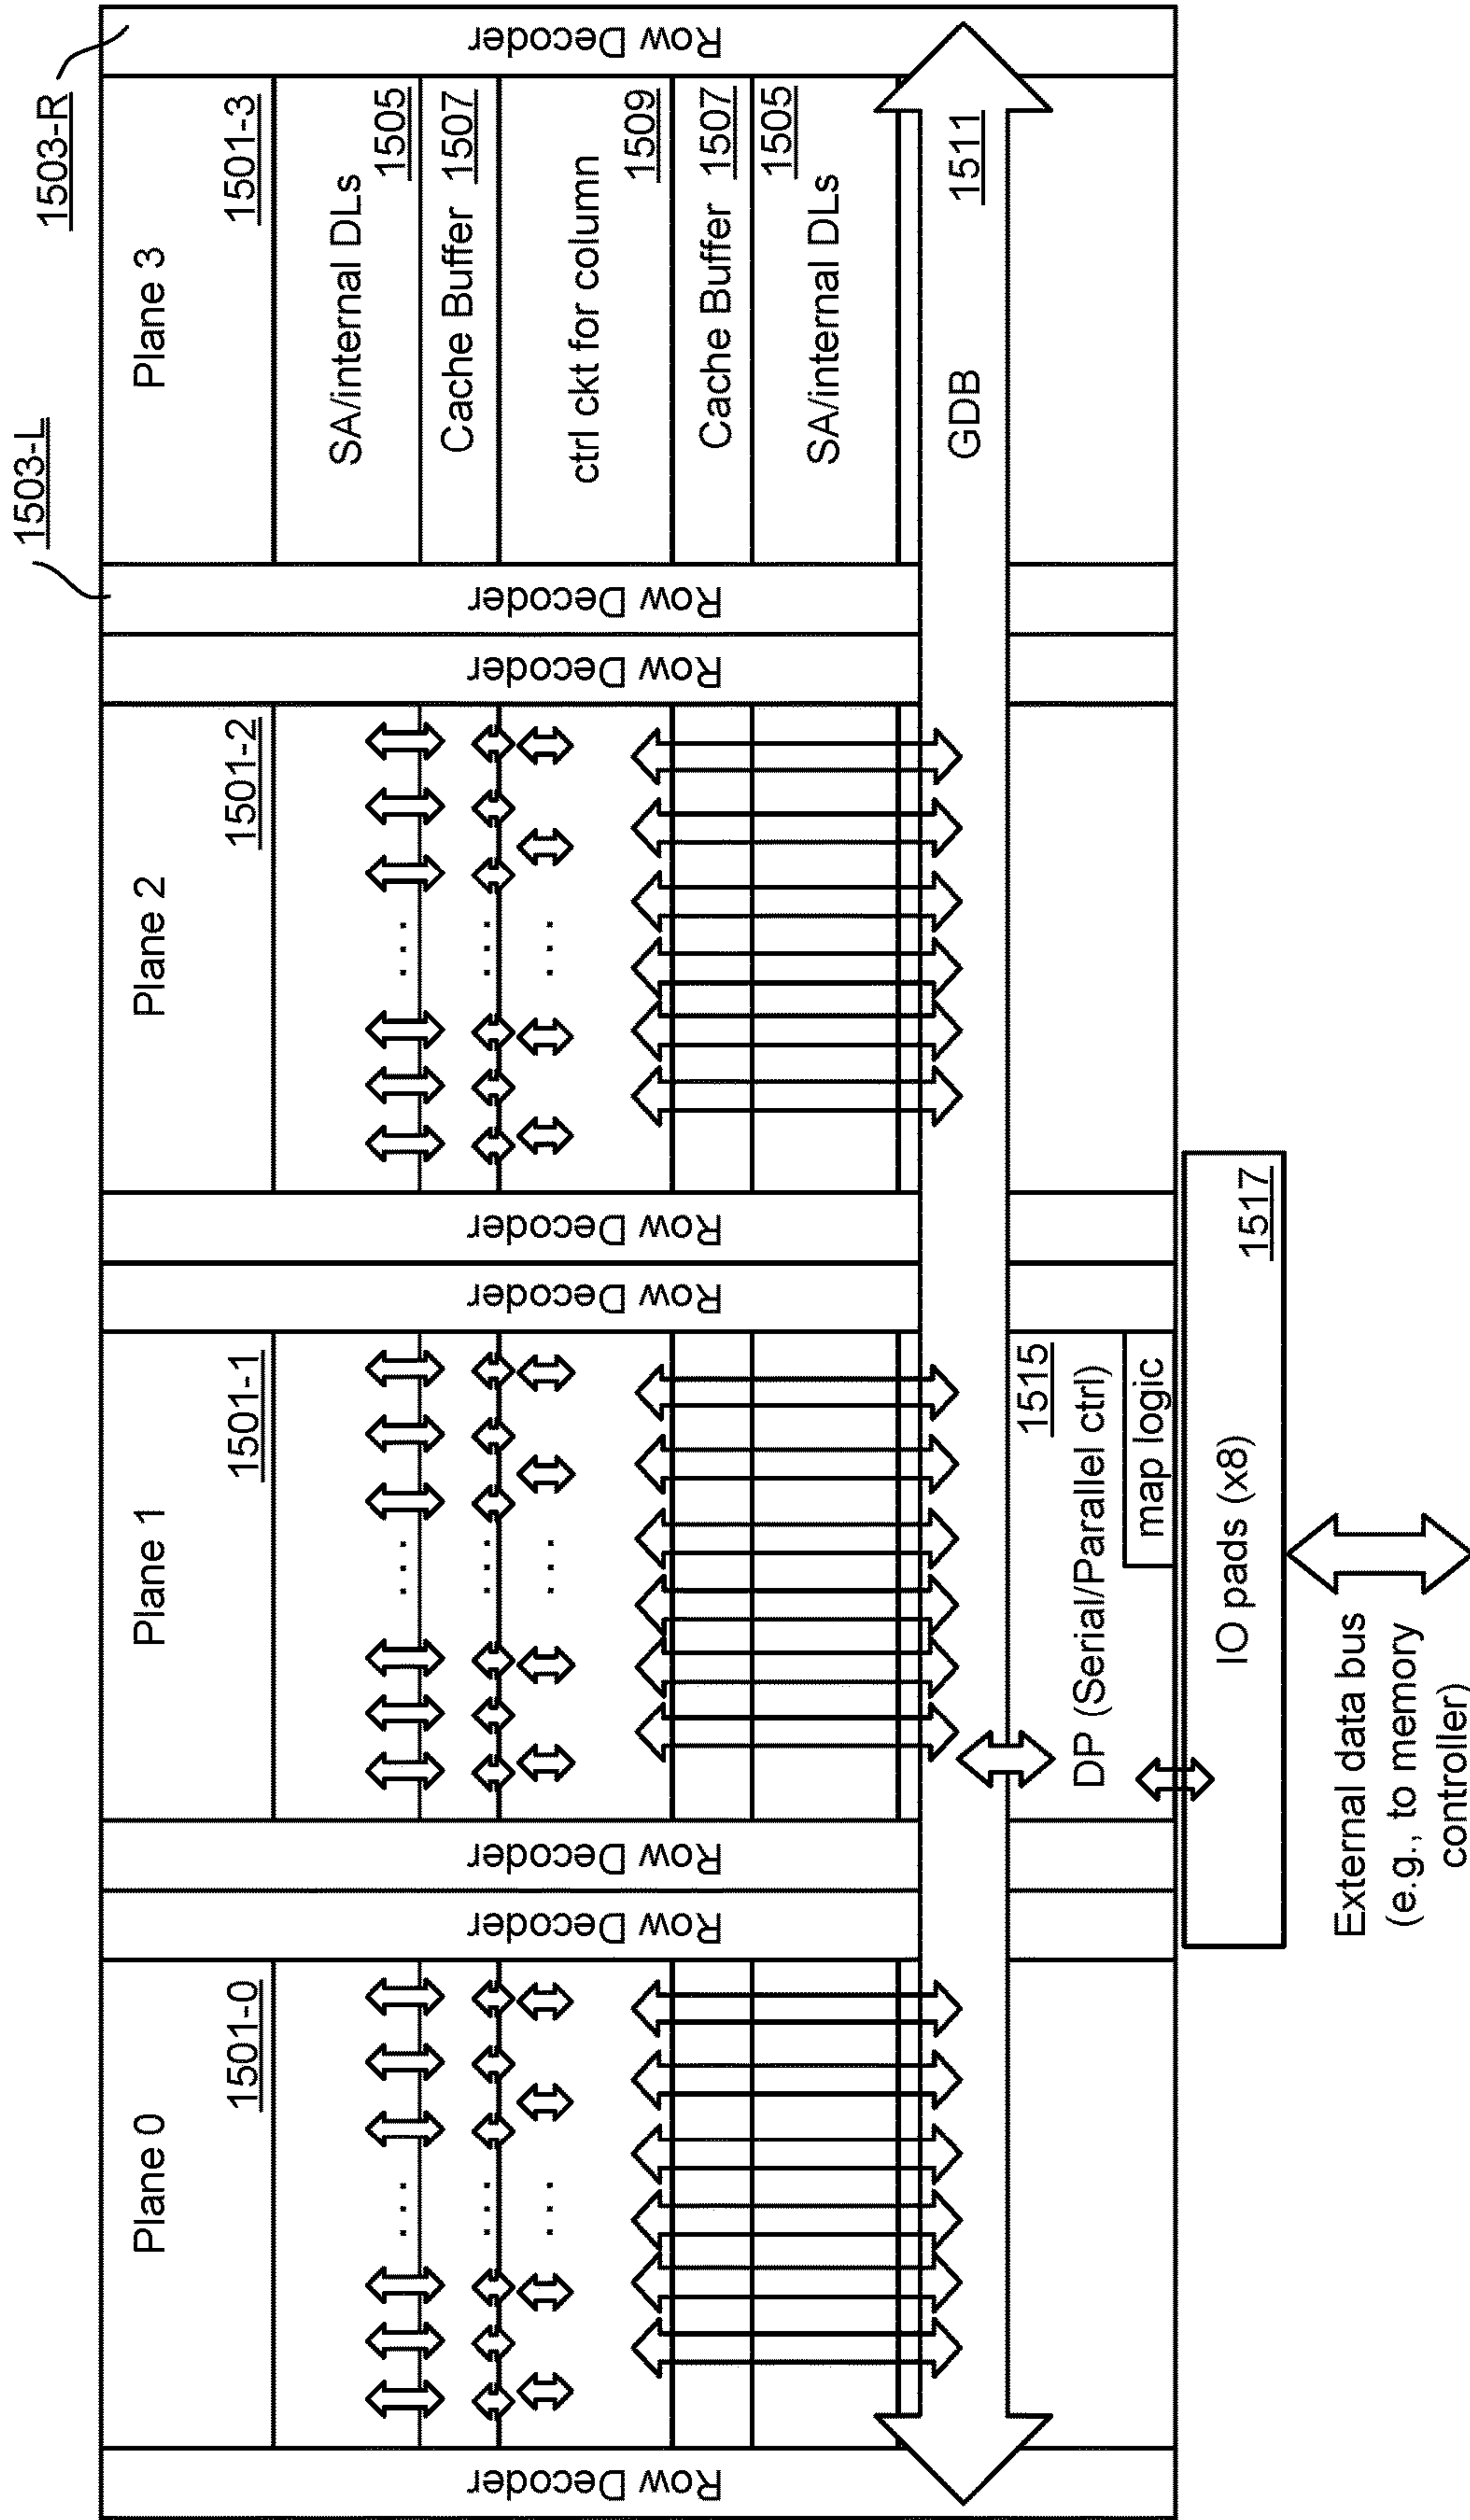 1503-L
1503-R
Plane 0
1501-0
Plane 1
1501-1
Plane 2
1501-2
Plane 3
1501-3
Row Decoder
Row Decoder
Row Decoder
Row Decoder
Row Decoder
Row Decoder
Row Decoder
Row Decoder
SA/internal DLs
1505
Cache Buffer 1507
ctrl ckt for column
1509
Cache Buffer 1507
SA/internal DLs
1505
GDB
1511
DP (Serial/Parallel ctrl)
1515
map logic
IO pads (x8)
1517
External data bus
(e.g., to memory
controller)